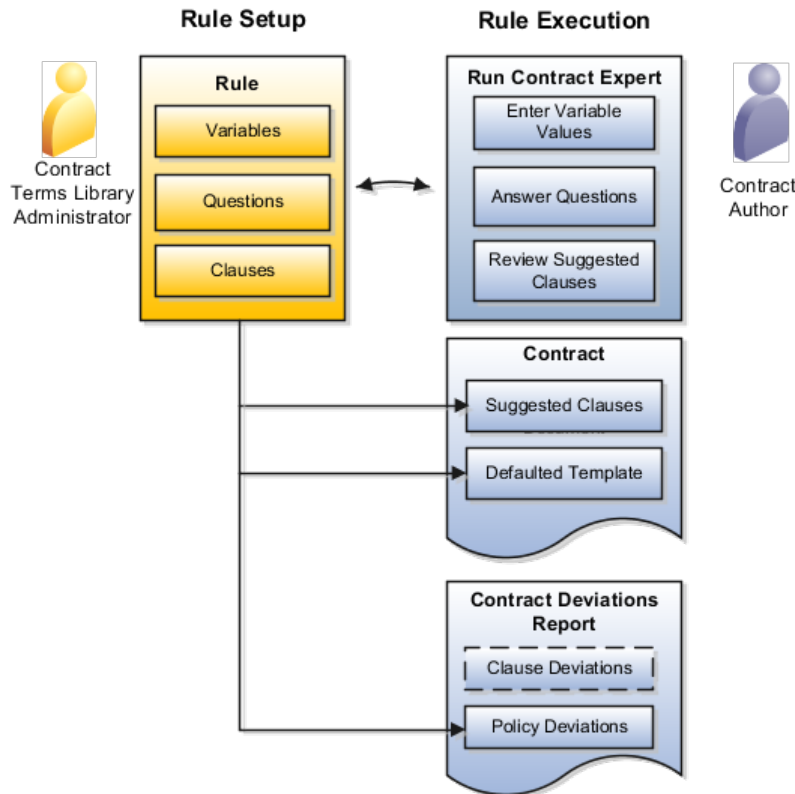 Rule Setup
Rule Execution
Rule
Variables
Questions
Clauses
Contract
Terms Library
Administrator
Run Contract Expert
Enter Variable
Values
Answer Questions
Review Suggested
Clauses
Contract
Author
Contract
Suggested Clauses
Defaulted Template
Contract Deviations
Report
Clause Deviations
Policy Deviations